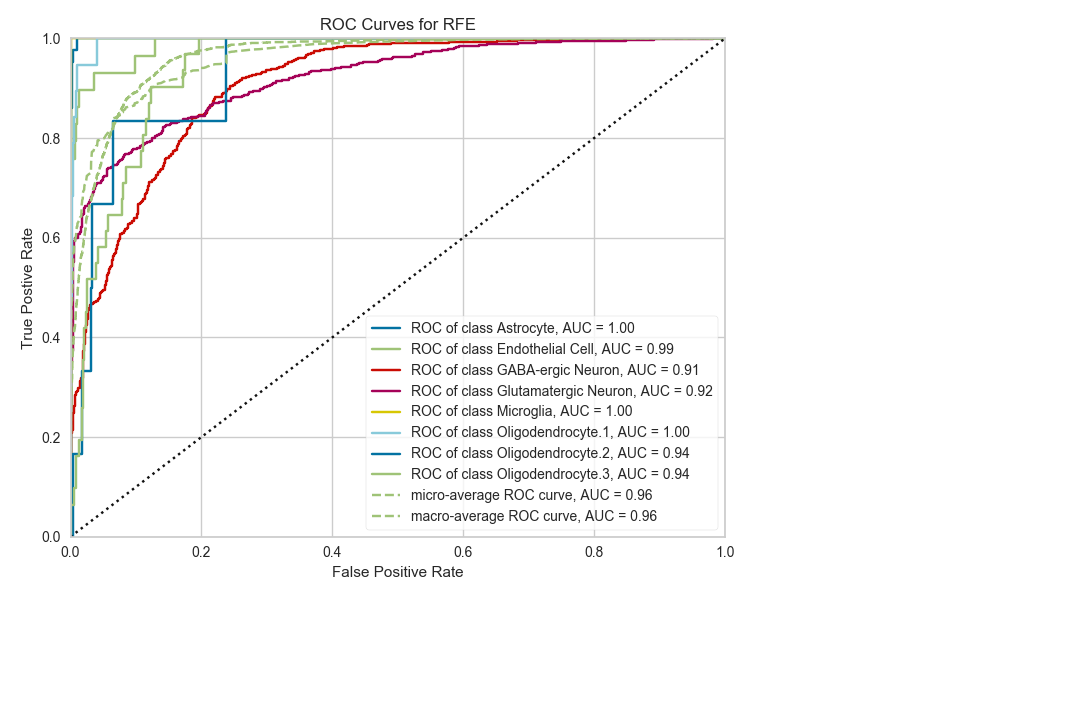 ROC Curves for RFE
1.0
0.8
0.6
0.4
0.2
0.0
True Postive Rate
ROC of class Astrocyte, AUC = 1.00
ROC of class Endothelial Cell, AUC = 0.99
ROC of class GABA-ergic Neuron, AUC = 0.91
ROC of class Glutamatergic Neuron, AUC = 0.92
ROC of class Microglia, AUC = 1.00
ROC of class Oligodendrocyte.1, AUC = 1.00
ROC of class Oligodendrocyte.2, AUC = 0.94
ROC of class Oligodendrocyte.3, AUC = 0.94
micro-average ROC curve, AUC = 0.96
macro-average ROC curve, AUC = 0.96
0.0 0.2 0.4 0.6 0.8 1.0
False Positive Rate